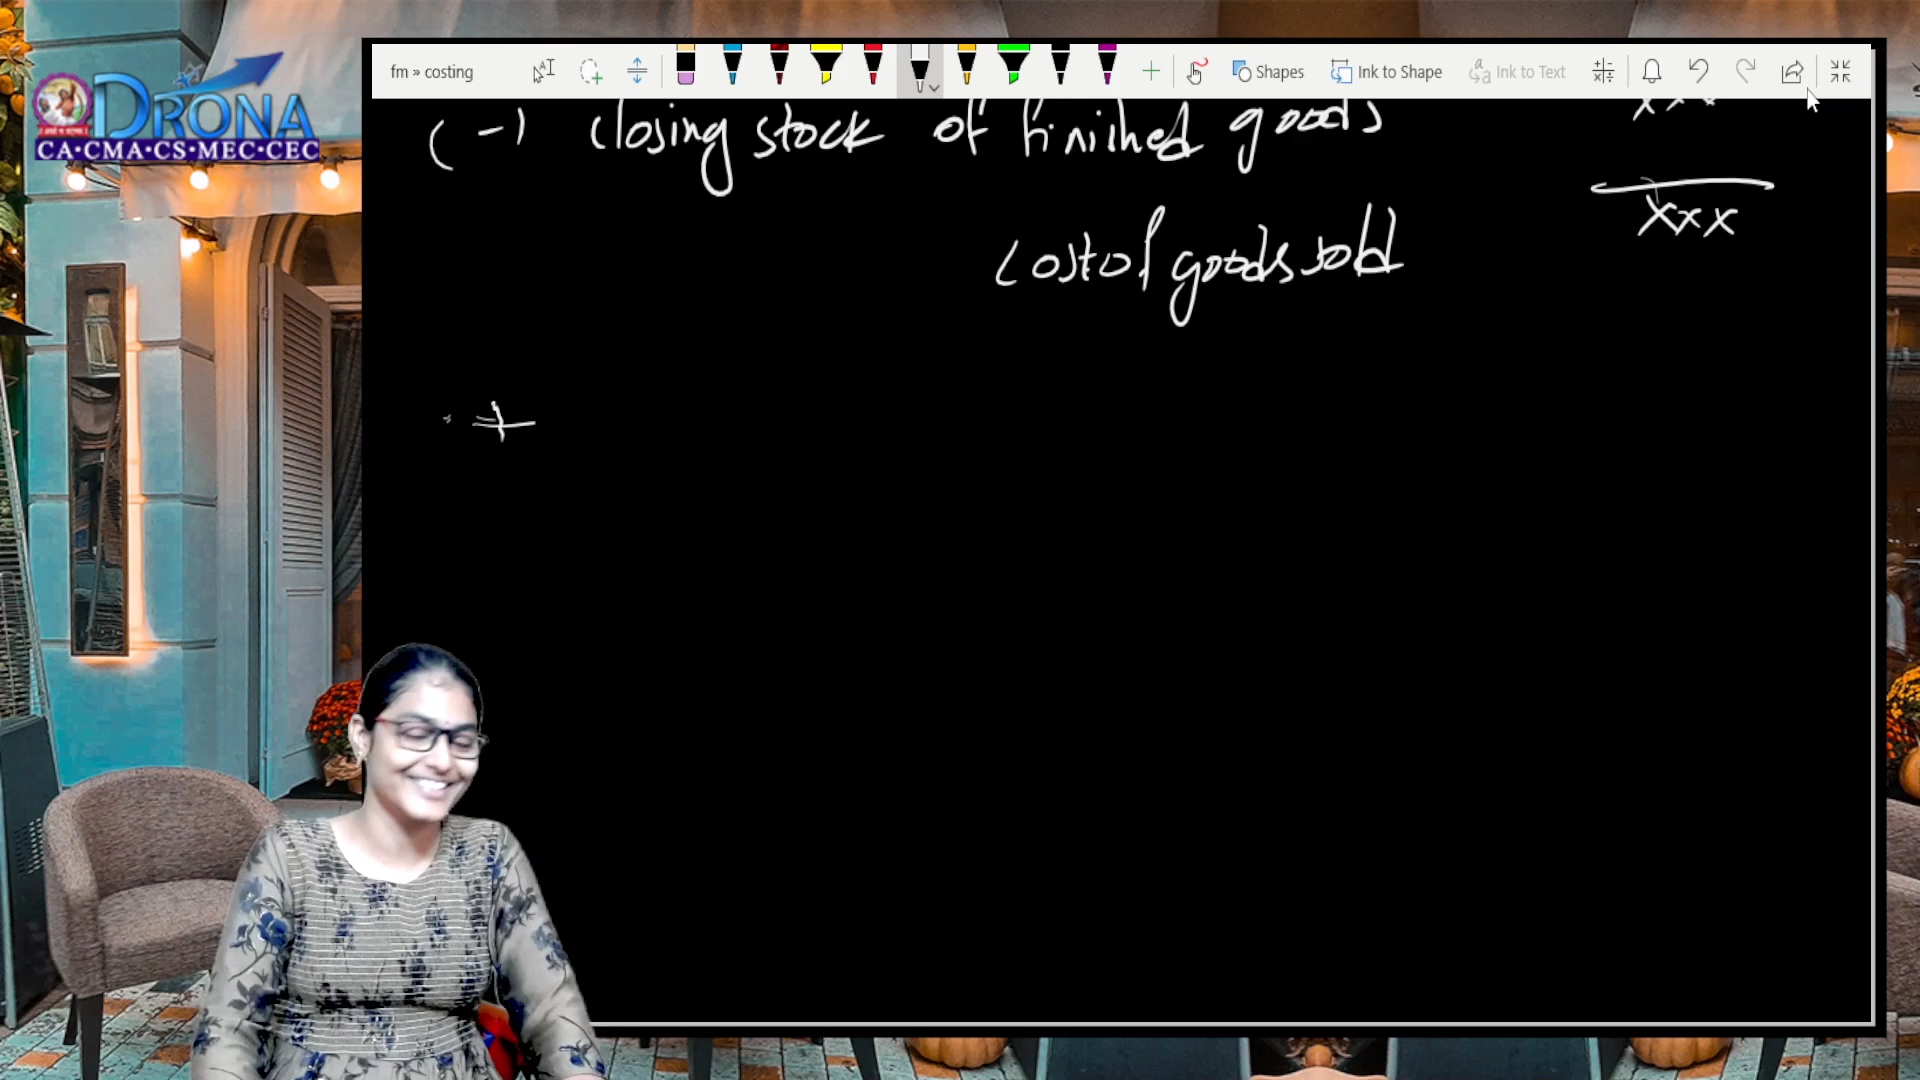 DRONA
CA•CMA•CS•MEC•CEC
fm » costing
Shapes
Ink to Shape
Ink to Text
xxx
(-) closing stock of finished goods
xxx
cost of goods sold
+